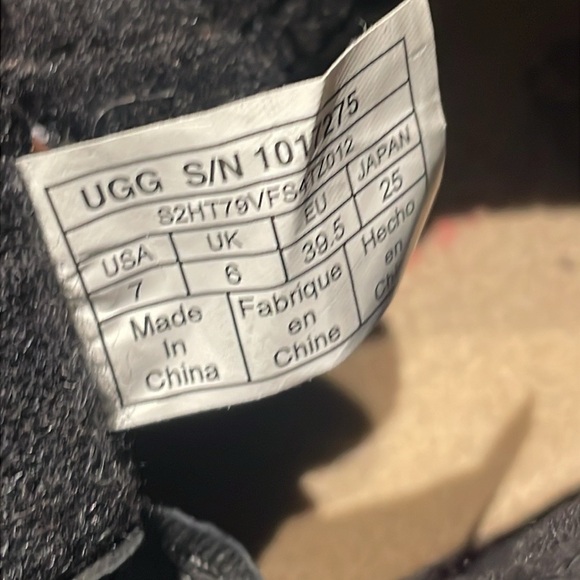 UGG S/N 1017275
USA UK EU JAPAN
7 6 39.5 25
Made Fabrique Hecho
In en en
China Chine